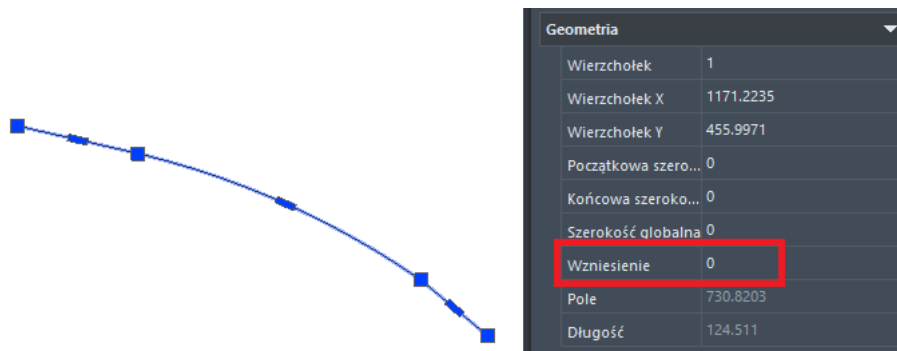 Geometria
Wierzchołek 1
Wierzchołek X 1171.2235
Wierzchołek Y 455.9971
Początkowa szero... 0
Końcowa szeroko... 0
Szerokość globalna 0
Wzniesienie 0
Pole 730.8203
Długość 124.511